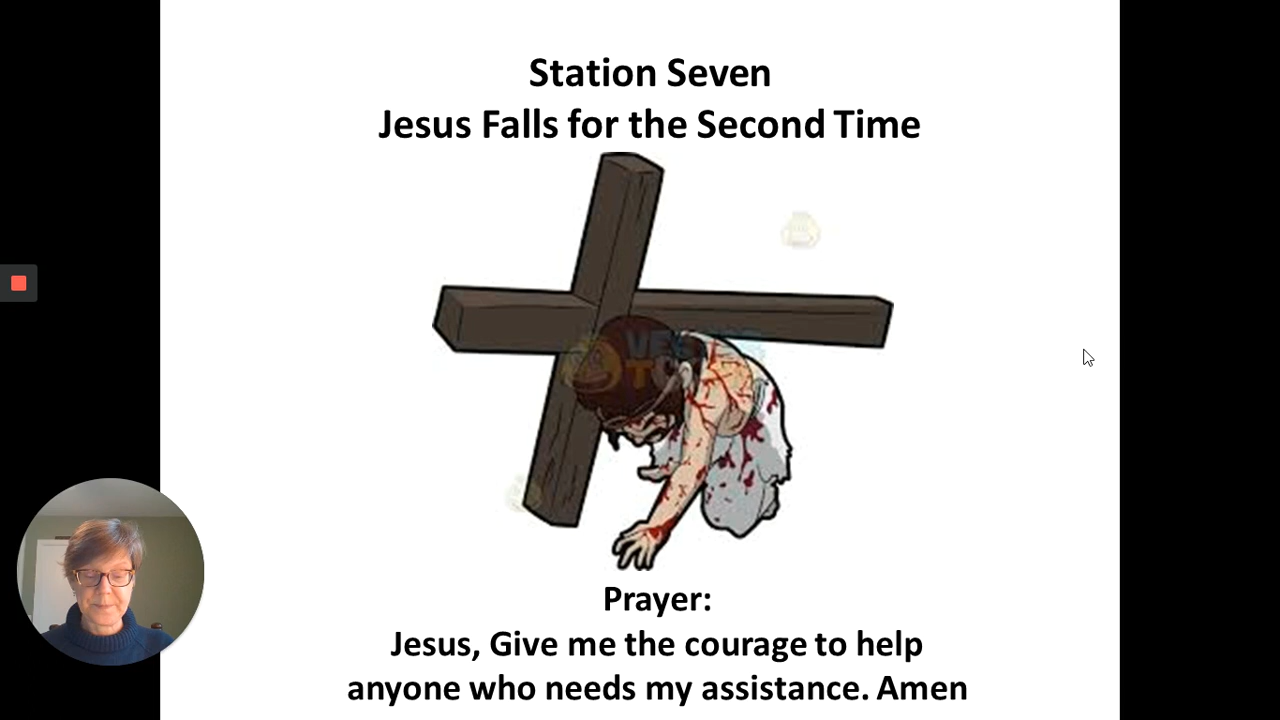 Station Seven
Jesus Falls for the Second Time
Prayer:
Jesus, Give me the courage to help
anyone who needs my assistance. Amen